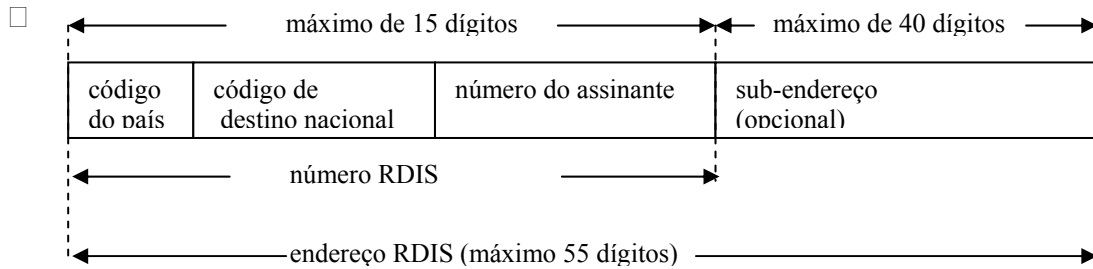 máximo de 15 dígitos máximo de 40 dígitos
código do país
código de destino nacional
número do assinante
sub-endereço (opcional)
número RDIS
endereço RDIS (máximo 55 dígitos)